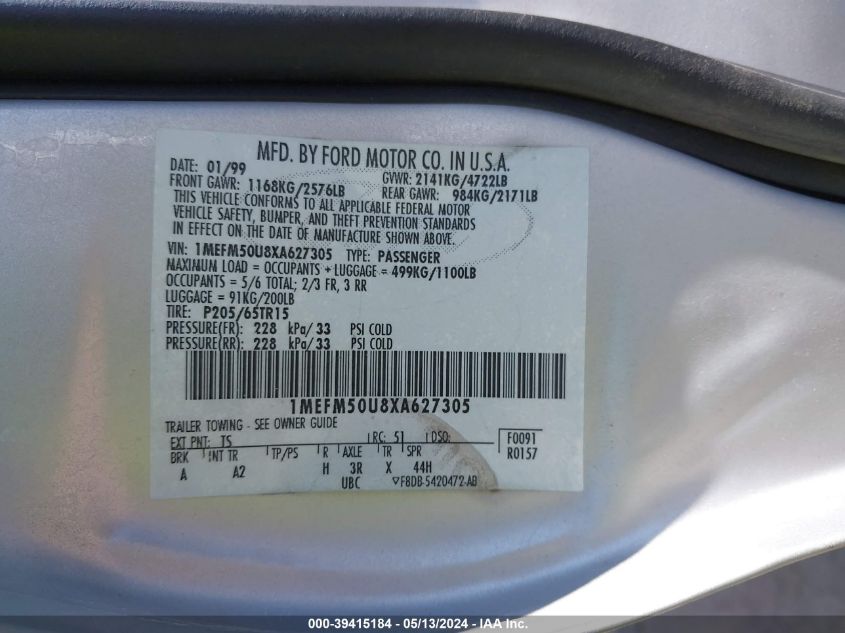 MFD. BY FORD MOTOR CO. IN U.S.A.
DATE: 01/99 GVWR: 2141KG/4722LB
FRONT GAWR: 1168KG/2576LB REAR GAWR: 984KG/2171LB
THIS VEHICLE CONFORMS TO ALL APPLICABLE FEDERAL MOTOR
VEHICLE SAFETY, BUMPER, AND THEFT PREVENTION STANDARDS
IN EFFECT ON THE DATE OF MANUFACTURE SHOWN ABOVE.
VIN: 1MEFM50U8XA627305 TYPE: PASSENGER
MAXIMUM LOAD = OCCUPANTS + LUGGAGE = 499KG/1100LB
OCCUPANTS = 5/6 TOTAL; 2/3 FR, 3 RR
LUGGAGE = 91KG/200LB
TIRE: P205/65TR15
PRESSURE(FR): 228 kPa/33 PSI COLD
PRESSURE(RR): 228 kPa/33 PSI COLD
1MEFM50U8XA627305
TRAILER TOWING - SEE OWNER GUIDE
EXT PNT: TS RC: 51 DSO: F0091
BRK INT TR TP/PS R AXLE TR SPR R0157
A A2 H 3R X 44H
UBC ▽F8DB-5420472-AB
000-39415184 - 05/13/2024 - IAA Inc.